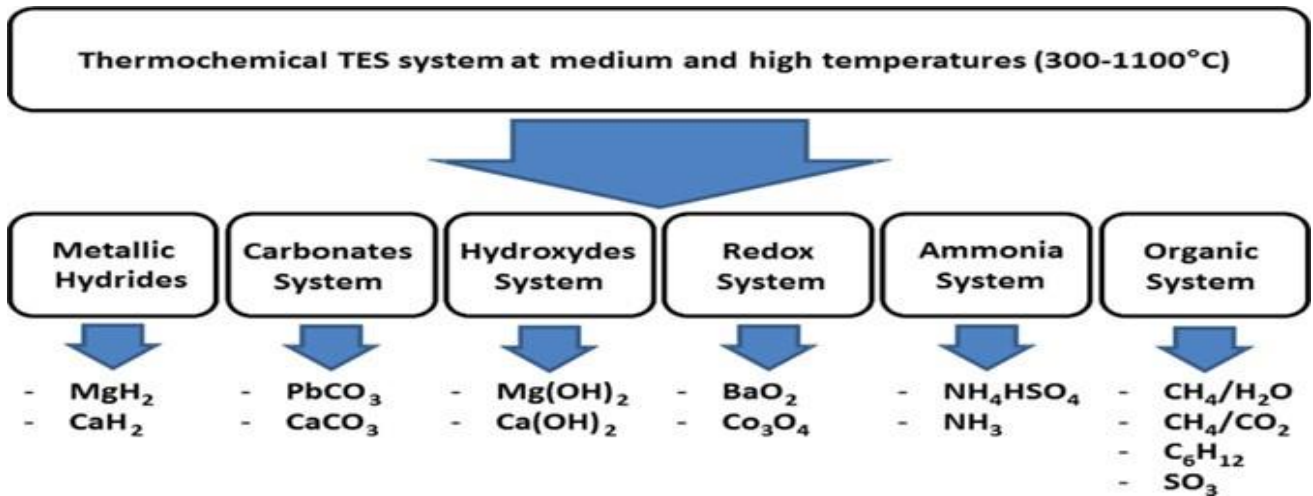 Thermochemical TES system at medium and high temperatures (300-1100°C)
Metallic
Hydrides
Carbonates
System
Hydroxydes
System
Redox
System
Ammonia
System
Organic
System
- MgH₂
- CaH₂
- PbCO₃
- CaCO₃
- Mg(OH)₂
- Ca(OH)₂
- BaO₂
- Co₃O₄
- NH₄HSO₄
- NH₃
- CH₄/H₂O
- CH₄/CO₂
- C₆H₁₂
- SO₃